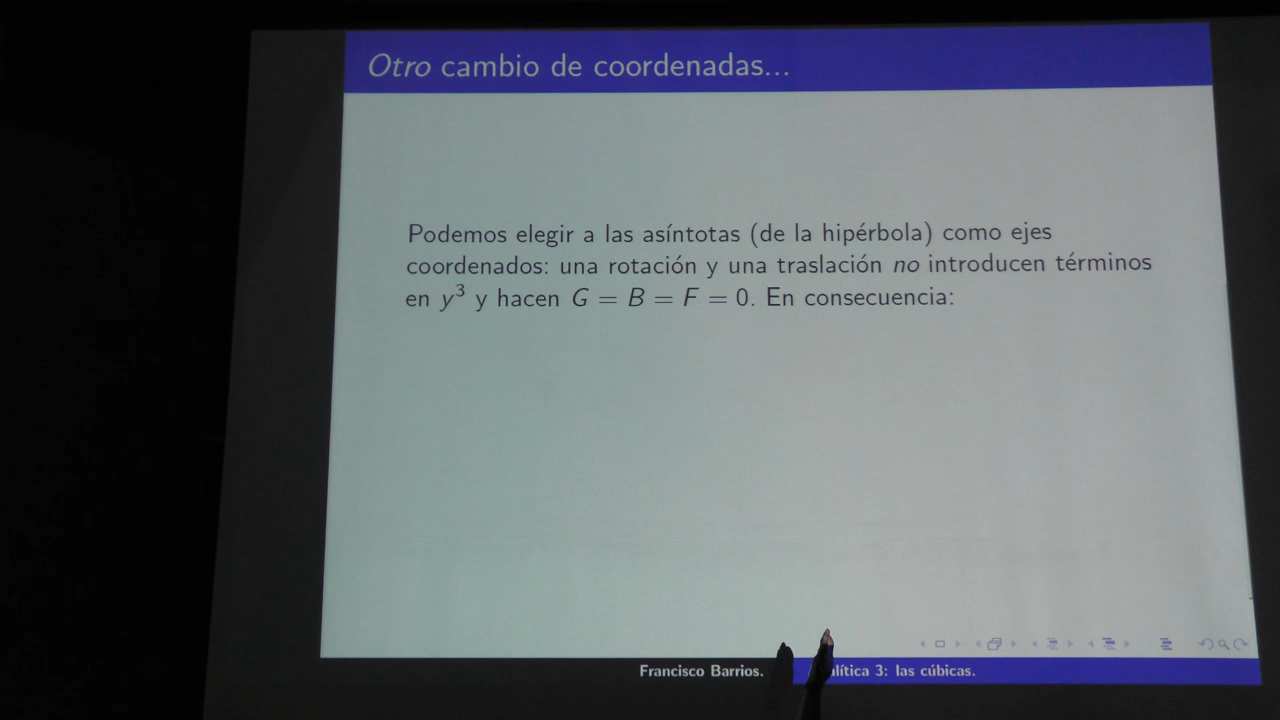 Otro cambio de coordenadas...
Podemos elegir a las asíntotas (de la hipérbola) como ejes
coordenados: una rotación y una traslación no introducen términos
en y³ y hacen G = B = F = 0. En consecuencia:
Francisco Barrios. 3: las cúbicas.